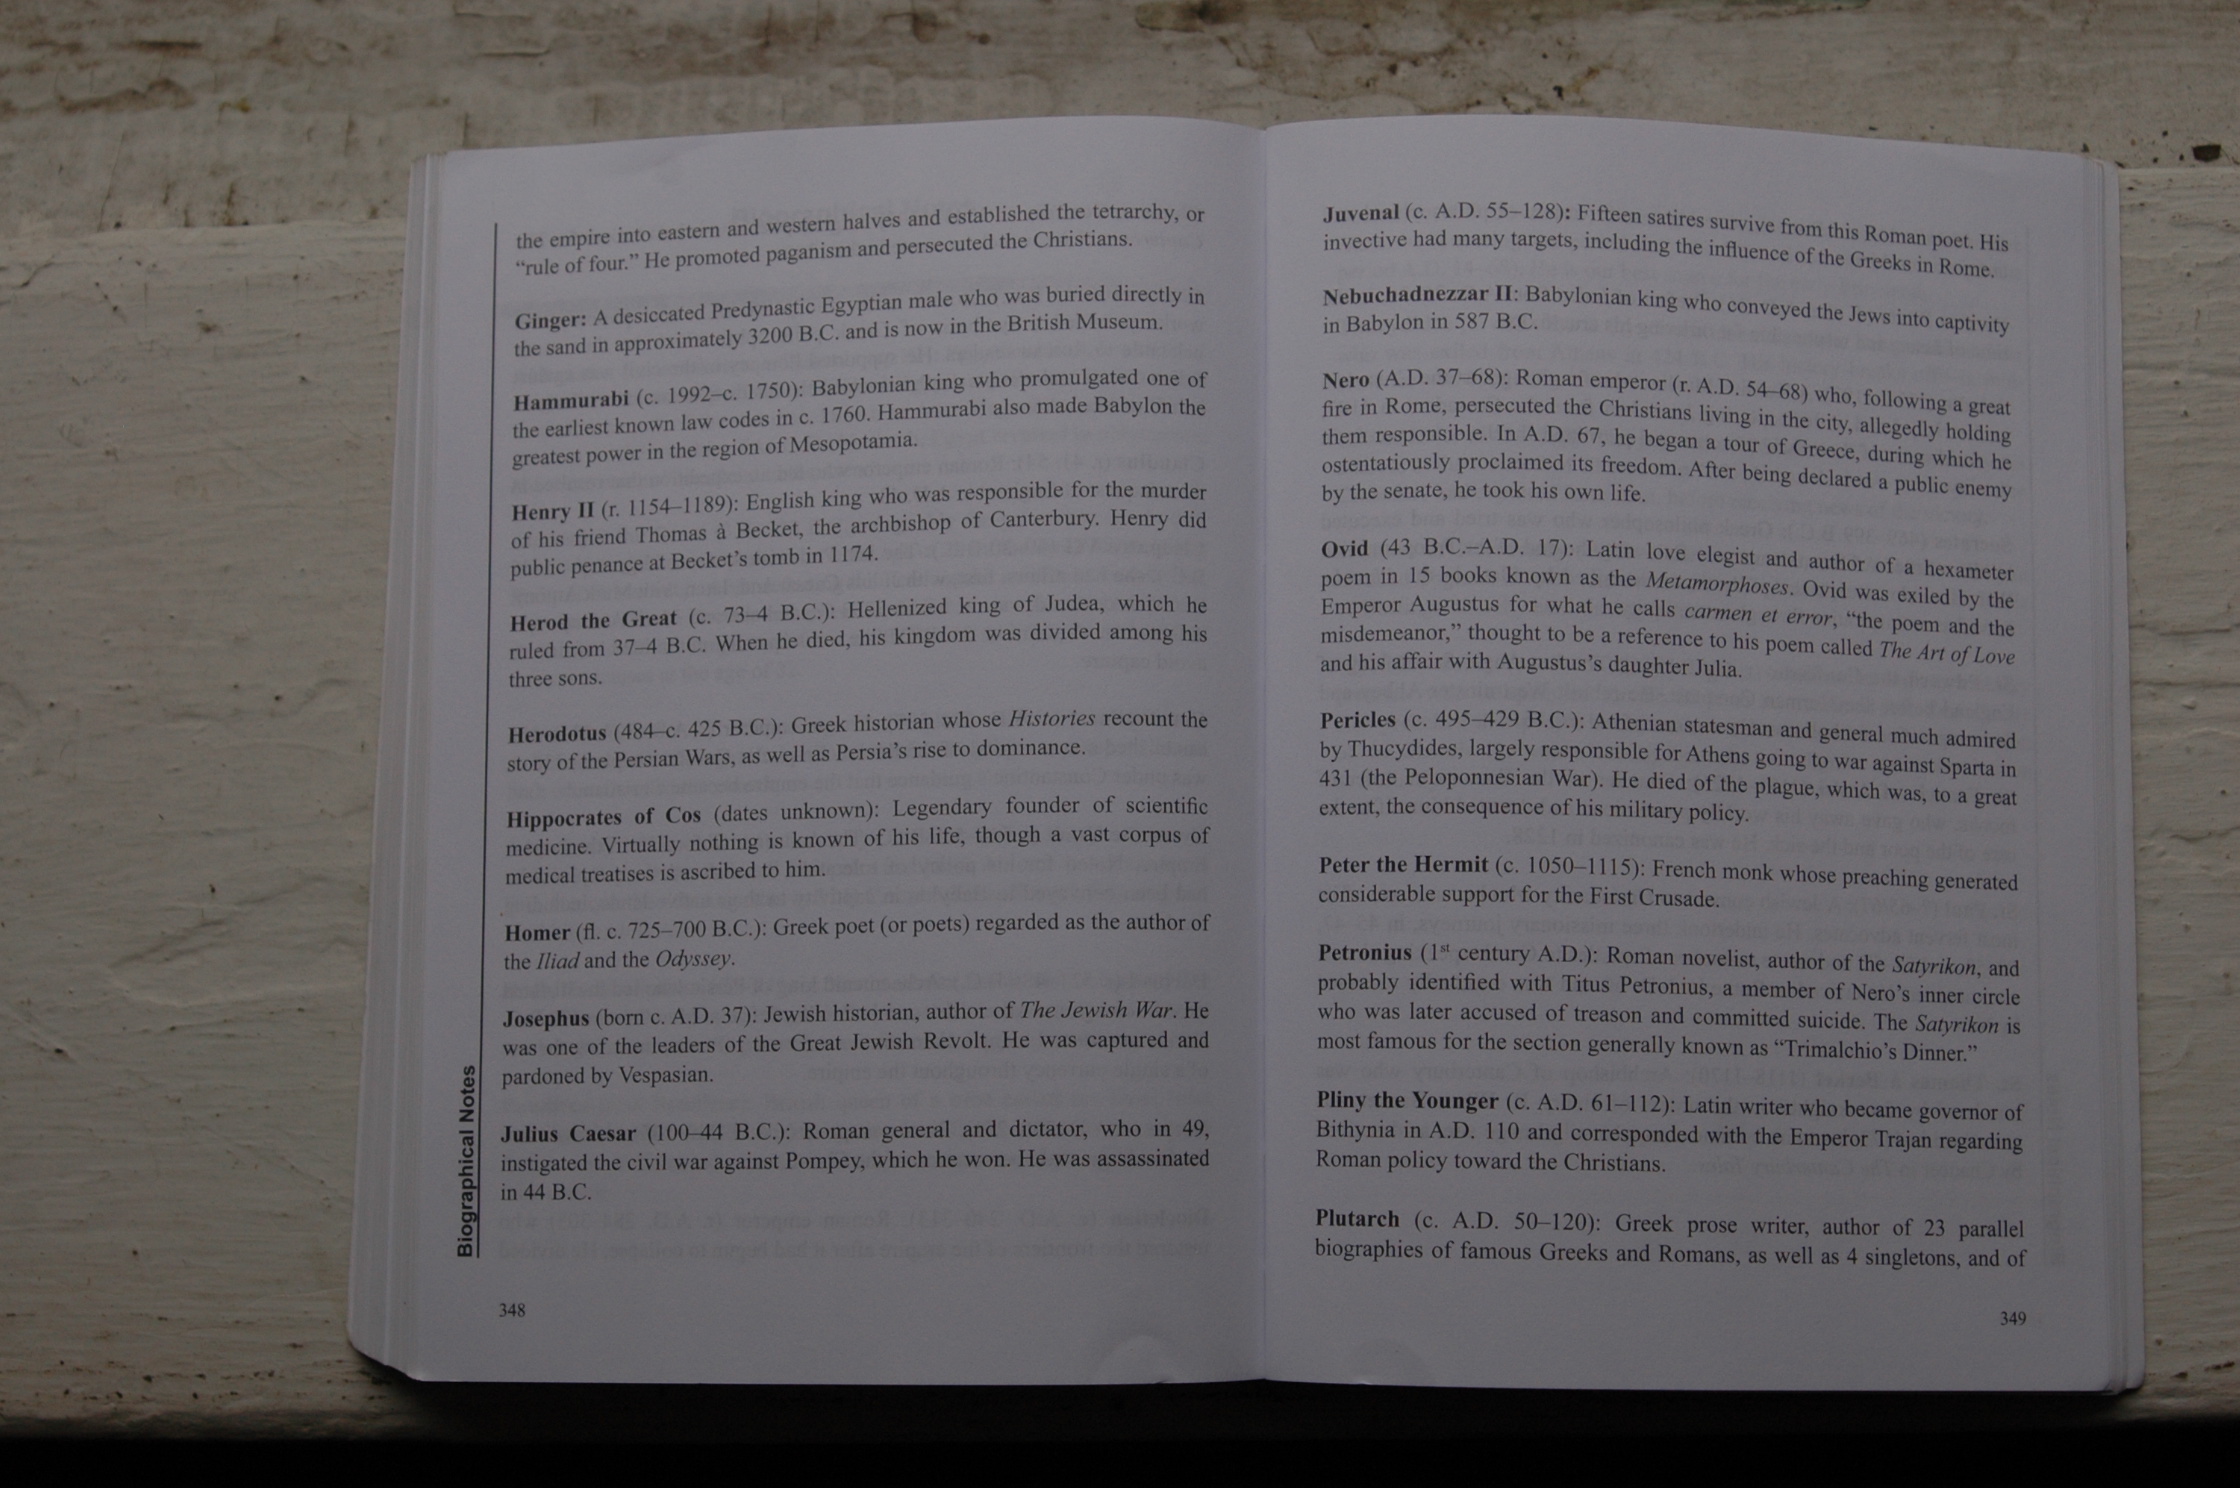 the empire into eastern and western halves and established the tetrarchy, or
“rule of four.” He promoted paganism and persecuted the Christians.
Ginger: A desiccated Predynastic Egyptian male who was buried directly in
the sand in approximately 3200 B.C. and is now in the British Museum.
Hammurabi (c. 1992–c. 1750): Babylonian king who promulgated one of
the earliest known law codes in c. 1760. Hammurabi also made Babylon the
greatest power in the region of Mesopotamia.
Henry II (r. 1154–1189): English king who was responsible for the murder
of his friend Thomas à Becket, the archbishop of Canterbury. Henry did
public penance at Becket’s tomb in 1174.
Herod the Great (c. 73–4 B.C.): Hellenized king of Judea, which he
ruled from 37–4 B.C. When he died, his kingdom was divided among his
three sons.
Herodotus (484–c. 425 B.C.): Greek historian whose Histories recount the
story of the Persian Wars, as well as Persia’s rise to dominance.
Hippocrates of Cos (dates unknown): Legendary founder of scientific
medicine. Virtually nothing is known of his life, though a vast corpus of
medical treatises is ascribed to him.
Homer (fl. c. 725–700 B.C.): Greek poet (or poets) regarded as the author of
the Iliad and the Odyssey.
Josephus (born c. A.D. 37): Jewish historian, author of The Jewish War. He
was one of the leaders of the Great Jewish Revolt. He was captured and
pardoned by Vespasian.
Julius Caesar (100–44 B.C.): Roman general and dictator, who in 49,
instigated the civil war against Pompey, which he won. He was assassinated
in 44 B.C.
Biographical Notes
348
Juvenal (c. A.D. 55–128): Fifteen satires survive from this Roman poet. His
invective had many targets, including the influence of the Greeks in Rome.
Nebuchadnezzar II: Babylonian king who conveyed the Jews into captivity
in Babylon in 587 B.C.
Nero (A.D. 37–68): Roman emperor (r. A.D. 54–68) who, following a great
fire in Rome, persecuted the Christians living in the city, allegedly holding
them responsible. In A.D. 67, he began a tour of Greece, during which he
ostentatiously proclaimed its freedom. After being declared a public enemy
by the senate, he took his own life.
Ovid (43 B.C.–A.D. 17): Latin love elegist and author of a hexameter
poem in 15 books known as the Metamorphoses. Ovid was exiled by the
Emperor Augustus for what he calls carmen et error, “the poem and the
misdemeanor,” thought to be a reference to his poem called The Art of Love
and his affair with Augustus’s daughter Julia.
Pericles (c. 495–429 B.C.): Athenian statesman and general much admired
by Thucydides, largely responsible for Athens going to war against Sparta in
431 (the Peloponnesian War). He died of the plague, which was, to a great
extent, the consequence of his military policy.
Peter the Hermit (c. 1050–1115): French monk whose preaching generated
considerable support for the First Crusade.
Petronius (1st century A.D.): Roman novelist, author of the Satyrikon, and
probably identified with Titus Petronius, a member of Nero’s inner circle
who was later accused of treason and committed suicide. The Satyrikon is
most famous for the section generally known as “Trimalchio’s Dinner.”
Pliny the Younger (c. A.D. 61–112): Latin writer who became governor of
Bithynia in A.D. 110 and corresponded with the Emperor Trajan regarding
Roman policy toward the Christians.
Plutarch (c. A.D. 50–120): Greek prose writer, author of 23 parallel
biographies of famous Greeks and Romans, as well as 4 singletons, and of
349